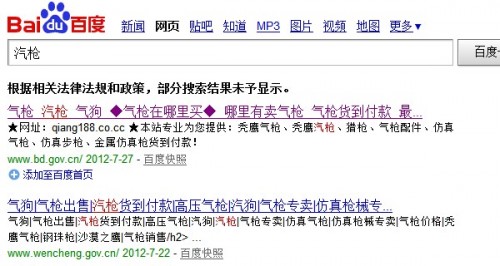 Baidu百度
新闻 网页 贴吧 知道 MP3 图片 视频 地图 更多▼
汽枪
百度
根据相关法律法规和政策，部分搜索结果未予显示。
气枪 汽枪 气狗 ◆气枪在哪里买◆ 哪里有卖气枪 气枪货到付款 最...
★网址：qiang188.co.cc ★本站专业为您提供：秃鹰气枪、秃鹰汽枪、猎枪、气枪配件、仿真
气枪、仿真步枪、金属仿真枪货到付款！
www.bd.gov.cn/ 2012-7-27 - 百度快照
添加至百度首页
气狗|气枪出售|汽枪货到付款|高压气枪|汽狗|气枪专卖|仿真枪械专...
气狗|气枪出售|汽枪货到付款|高压气枪|汽狗|汽枪|气枪专卖|仿真气枪|仿真枪械专卖|气枪价格|秃
鹰气枪|钢珠枪|沙漠之鹰|气枪销售/h2> ...
www.wencheng.gov.cn/ 2012-7-22 - 百度快照